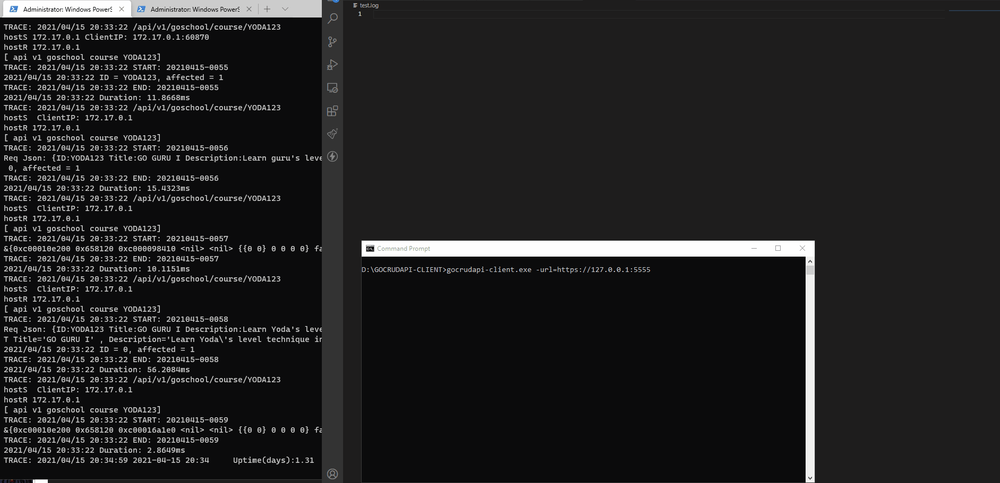 Administrator: Windows PowerS
Administrator: Windows PowerS
TRACE: 2021/04/15 20:33:22 /api/v1/goschool/course/YODA123
hostS 172.17.0.1 ClientIP: 172.17.0.1:60870
hostR 172.17.0.1
[ api v1 goschool course YODA123]
TRACE: 2021/04/15 20:33:22 START: 20210415-0055
2021/04/15 20:33:22 ID = YODA123, affected = 1
TRACE: 2021/04/15 20:33:22 END: 20210415-0055
2021/04/15 20:33:22 Duration: 11.8668ms
TRACE: 2021/04/15 20:33:22 /api/v1/goschool/course/YODA123
hostS  ClientIP: 172.17.0.1
hostR 172.17.0.1
[ api v1 goschool course YODA123]
TRACE: 2021/04/15 20:33:22 START: 20210415-0056
Req Json: {ID:YODA123 Title:GO GURU I Description:Learn guru's leve
 0, affected = 1
TRACE: 2021/04/15 20:33:22 END: 20210415-0056
2021/04/15 20:33:22 Duration: 15.4323ms
TRACE: 2021/04/15 20:33:22 /api/v1/goschool/course/YODA123
hostS  ClientIP: 172.17.0.1
hostR 172.17.0.1
[ api v1 goschool course YODA123]
TRACE: 2021/04/15 20:33:22 START: 20210415-0057
&{0xc00010e200 0x658120 0xc000098410 <nil> <nil> {{0 0} 0 0 0 0} fa
TRACE: 2021/04/15 20:33:22 END: 20210415-0057
2021/04/15 20:33:22 Duration: 10.1151ms
TRACE: 2021/04/15 20:33:22 /api/v1/goschool/course/YODA123
hostS  ClientIP: 172.17.0.1
hostR 172.17.0.1
[ api v1 goschool course YODA123]
TRACE: 2021/04/15 20:33:22 START: 20210415-0058
Req Json: {ID:YODA123 Title:GO GURU I Description:Learn Yoda's leve
T Title='GO GURU I' , Description='Learn Yoda\'s level technique in
2021/04/15 20:33:22 ID = 0, affected = 1
TRACE: 2021/04/15 20:33:22 END: 20210415-0058
2021/04/15 20:33:22 Duration: 56.2084ms
TRACE: 2021/04/15 20:33:22 /api/v1/goschool/course/YODA123
hostS  ClientIP: 172.17.0.1
hostR 172.17.0.1
[ api v1 goschool course YODA123]
TRACE: 2021/04/15 20:33:22 START: 20210415-0059
&{0xc00010e200 0x658120 0xc00016a1e0 <nil> <nil> {{0 0} 0 0 0 0} fa
TRACE: 2021/04/15 20:33:22 END: 20210415-0059
2021/04/15 20:33:22 Duration: 2.8649ms
TRACE: 2021/04/15 20:34:59 2021-04-15 20:34     Uptime(days):1.31
test.log
1
Command Prompt
D:\GOCRUDAPI-CLIENT>gocrudapi-client.exe -url=https://127.0.0.1:5555